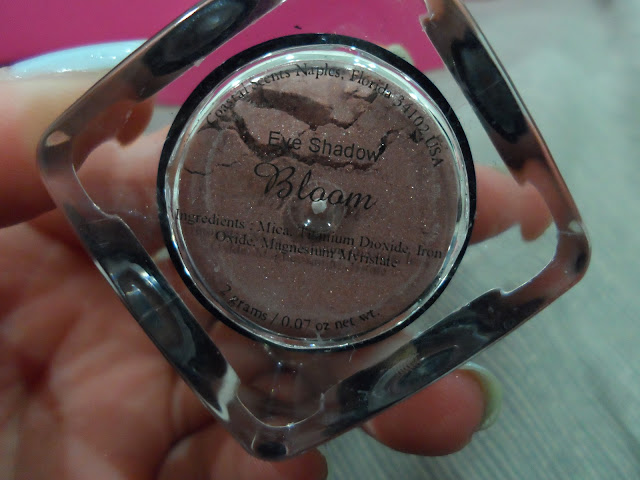 Coastal Scents Naples, Florida 34102, USA
Eye Shadow
Bloom
Ingredients : Mica, Titanium Dioxide, Iron
Oxide, Magnesium Myristate
2 grams / 0.07 oz net wt.